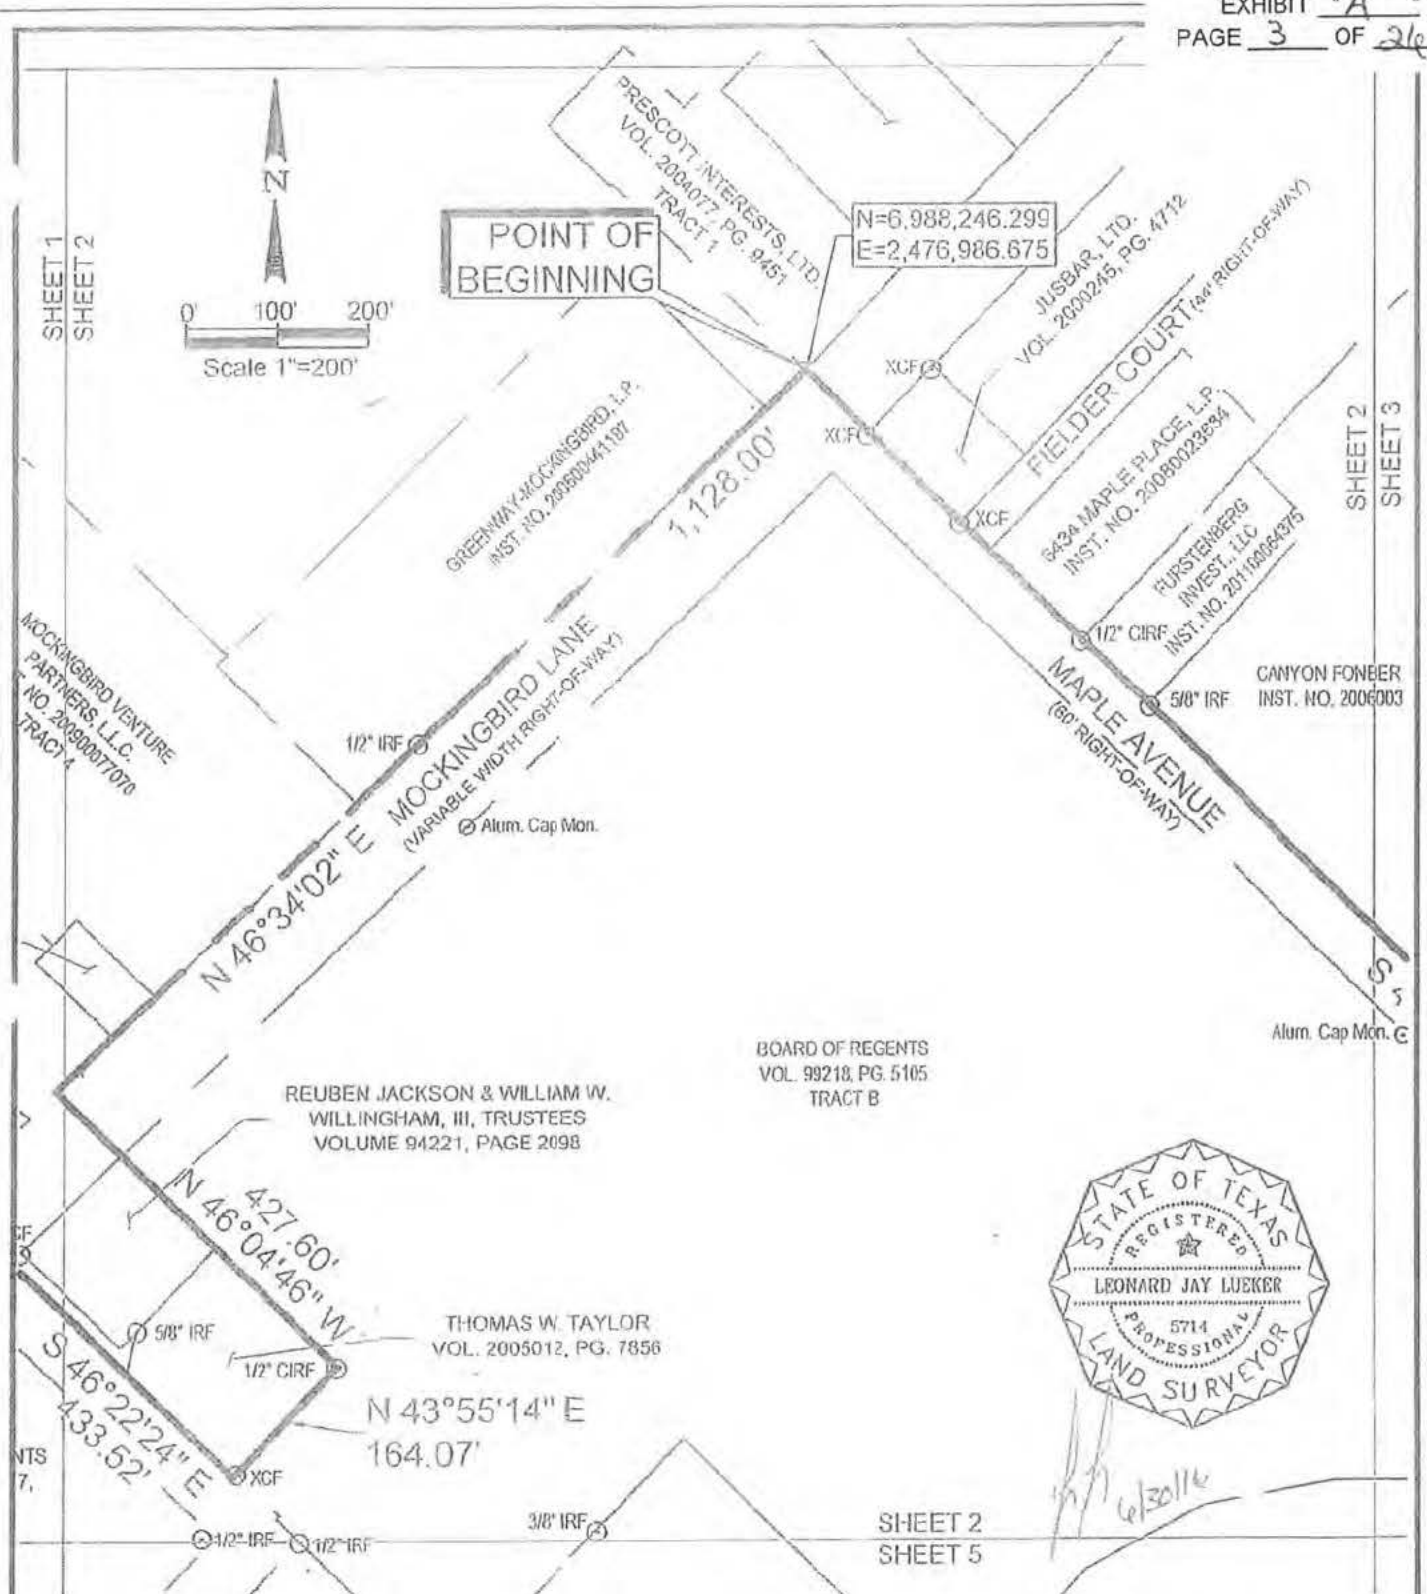 EXHIBIT "A"
PAGE 3 OF 26
SHEET 1
SHEET 2
N
0' 100' 200'
Scale 1"=200'
POINT OF
BEGINNING
PRESCOTT INTERESTS, LTD.
VOL. 2004077, PG. 9451
TRACT 1
N=6,988,246.299
E=2,476,986.675
JUSBAR, LTD.
VOL. 2000245, PG. 4712
FIELDER COURT (44' RIGHT-OF-WAY)
XCF
XCF
XCF
6434 MAPLE PLACE, L.P.
INST. NO. 20080023634
FURSTENBERG
INVEST., LLC
INST. NO. 201100064375
SHEET 2
SHEET 3
GREENWAY-MOCKINGBIRD, L.P.
INST. NO. 200600441197
1,128.00'
1/2" CIRF
5/8" IRF
CANYON FONBER
INST. NO. 2006003
MAPLE AVENUE
(60' RIGHT-OF-WAY)
MOCKINGBIRD VENTURE
PARTNERS, L.L.C.
T. NO. 200900077070
TRACT 4
1/2" IRF
MOCKINGBIRD LANE
(VARIABLE WIDTH RIGHT-OF-WAY)
Alum. Cap Mon.
N 46°34'02" E
S
Alum. Cap Mon.
BOARD OF REGENTS
VOL. 99218, PG. 5105
TRACT B
REUBEN JACKSON & WILLIAM W.
WILLINGHAM, III, TRUSTEES
VOLUME 94221, PAGE 2098
427.60'
N 46°04'46" W
CF
5/8" IRF
THOMAS W. TAYLOR
VOL. 2005012, PG. 7856
1/2" CIRF
N 43°55'14" E
164.07'
S 46°22'24" E
433.52'
XCF
NTS
7,
STATE OF TEXAS
REGISTERED
LEONARD JAY LUEKER
5714
PROFESSIONAL
LAND SURVEYOR
6/30/16
1/2" IRF
1/2" IRF
3/8" IRF
SHEET 2
SHEET 5